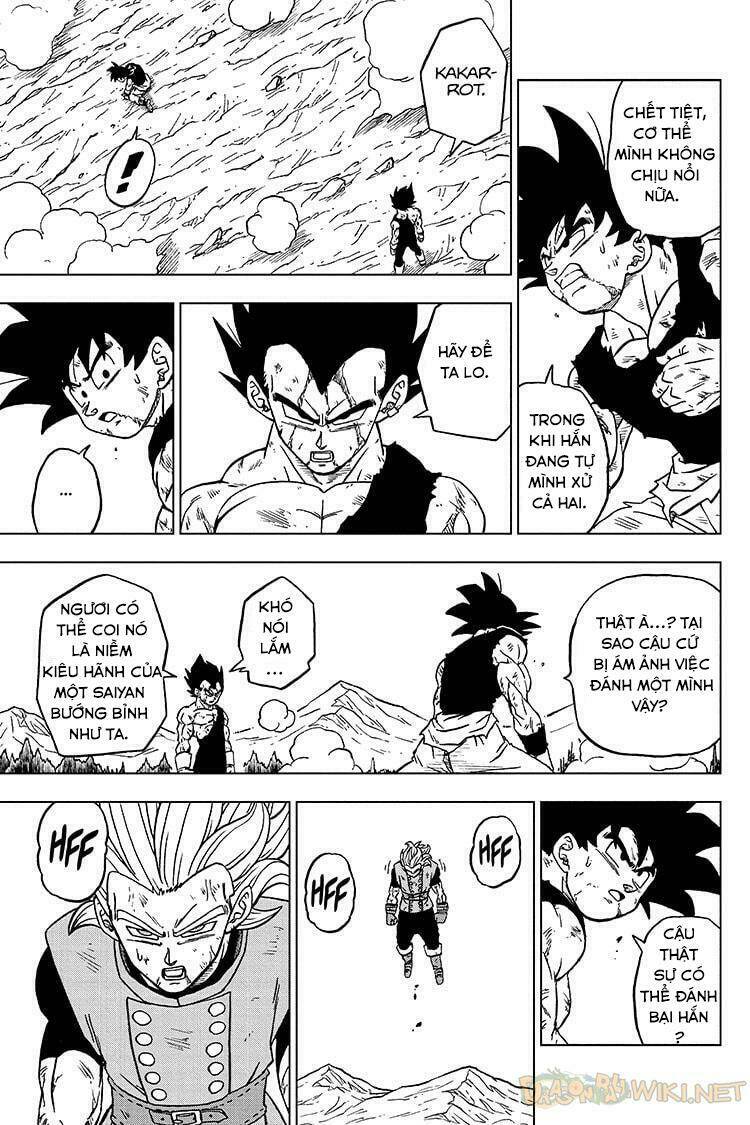 CHẾT TIỆT,
CƠ THỂ
MÌNH KHÔNG
CHỊU NỔI
NỮA.
TRONG
KHI HẮN
ĐANG TỰ
MÌNH XỬ
CẢ HAI.
KAKAR-
ROT.
!
HÃY ĐỂ
TA LO.
...
THẬT À...? TẠI
SAO CẬU CỨ
BỊ ÁM ẢNH VIỆC
ĐÁNH MỘT MÌNH
VẬY?
KHÓ
NÓI
LẮM
...
NGƯƠI CÓ
THỂ COI NÓ
LÀ NIỀM
KIÊU HÃNH CỦA
MỘT SAIYAN
BƯỚNG BỈNH
NHƯ TA.
CẬU
THẬT
SỰ CÓ
THỂ ĐÁNH
BẠI HẮN
?
HFF
HFF
HFF
HFF
DRAGONBALLWIKI.NET